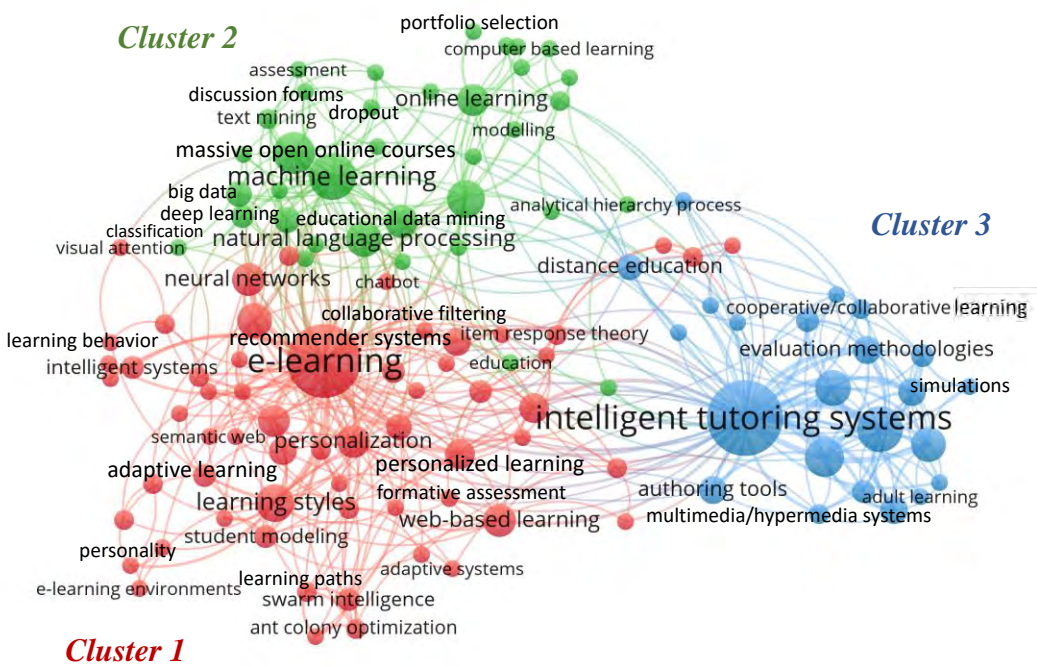 portfolio selection
Cluster 2
computer based learning
assessment
discussion forums
online learning
text mining
dropout
modelling
massive open online courses
machine learning
big data
analytical hierarchy process
deep learning
educational data mining
Cluster 3
classification
natural language processing
visual attention
distance education
neural networks
chatbot
cooperative/collaborative learning
collaborative filtering
learning behavior
recommender systems
item response theory
evaluation methodologies
e-learning
education
intelligent systems
simulations
intelligent tutoring systems
semantic web
personalization
adaptive learning
personalized learning
formative assessment
authoring tools
adult learning
learning styles
web-based learning
multimedia/hypermedia systems
student modeling
personality
adaptive systems
learning paths
e-learning environments
swarm intelligence
ant colony optimization
Cluster 1